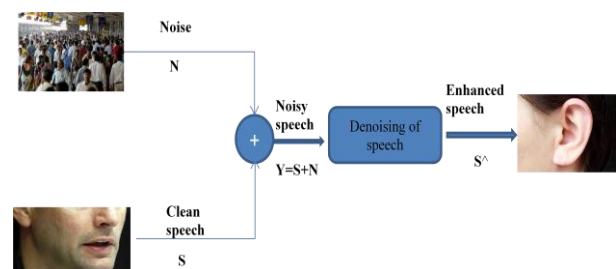 Noise
N
+
Noisy
speech
Y=S+N
Denoising of
speech
Enhanced
speech
S^
Clean
speech
S